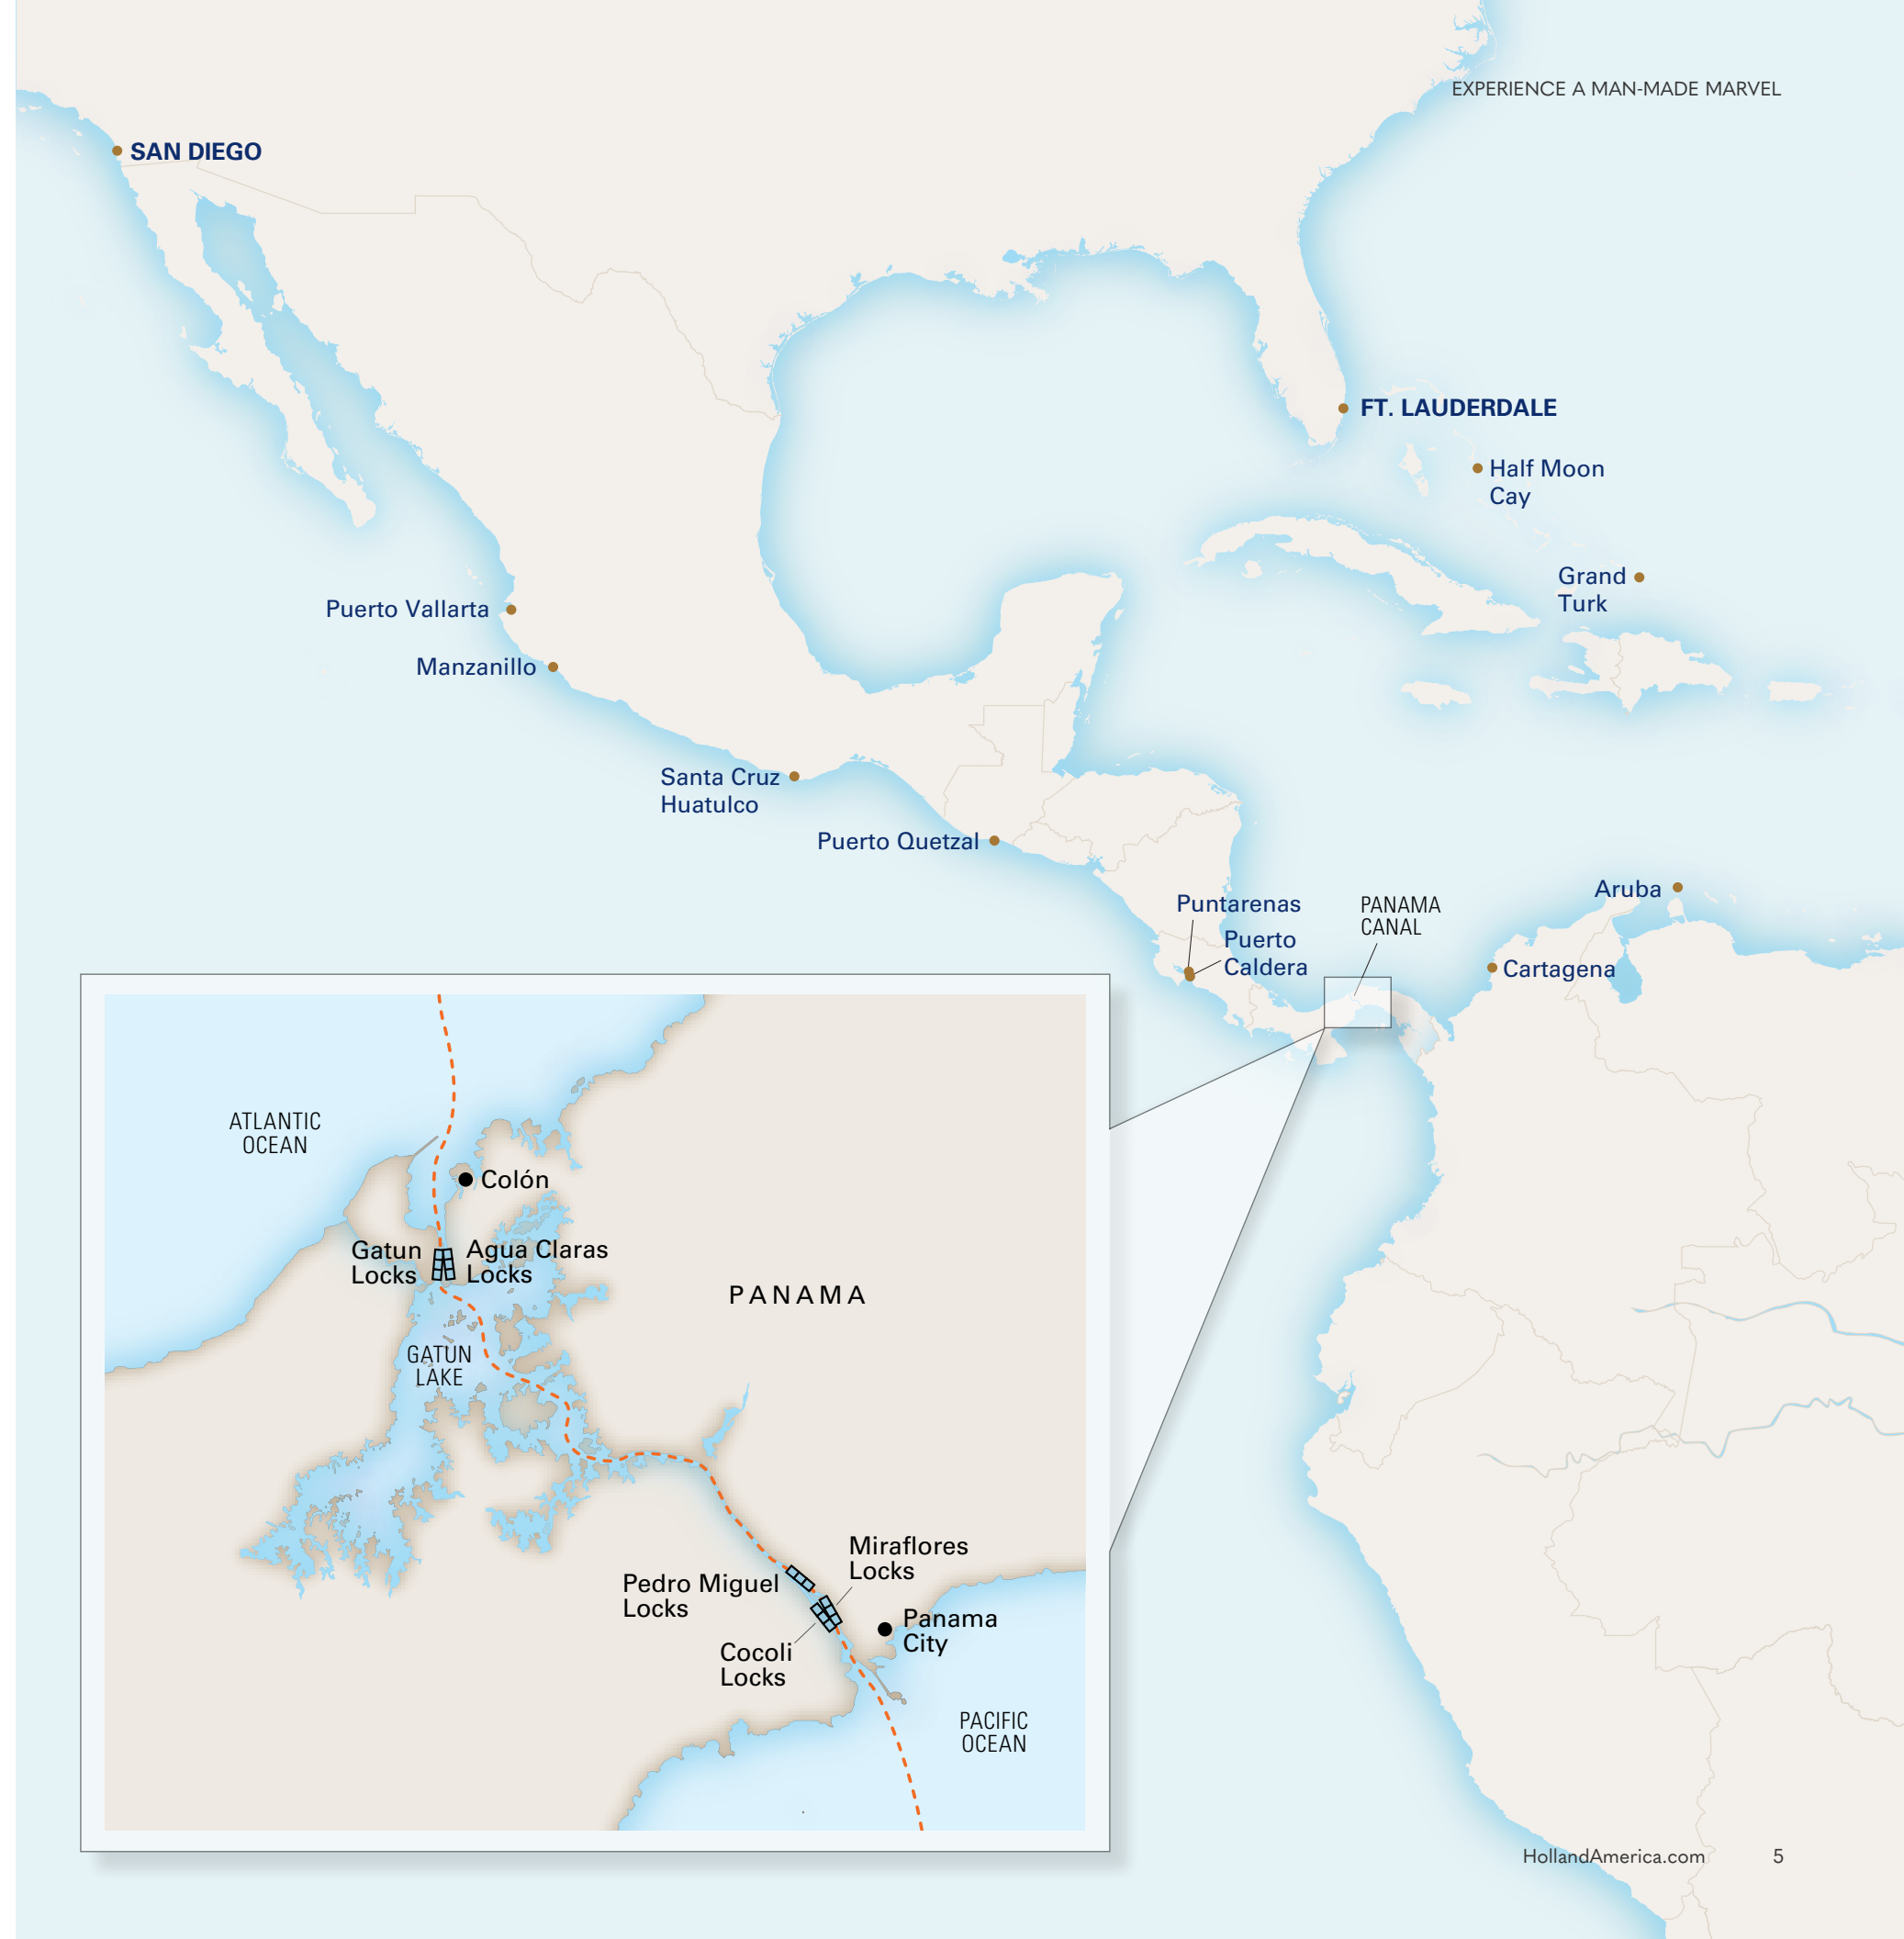 EXPERIENCE A MAN-MADE MARVEL
SAN DIEGO
FT. LAUDERDALE
Half Moon
Cay
Grand
Turk
Puerto Vallarta
Manzanillo
Santa Cruz
Huatulco
Puerto Quetzal
Aruba
Puntarenas
PANAMA
CANAL
Puerto
Caldera
Cartagena
ATLANTIC
OCEAN
Colón
Gatun
Locks
Agua Claras
Locks
PANAMA
GATUN
LAKE
Miraflores
Locks
Pedro Miguel
Locks
Panama
City
Cocoli
Locks
PACIFIC
OCEAN
HollandAmerica.com 5